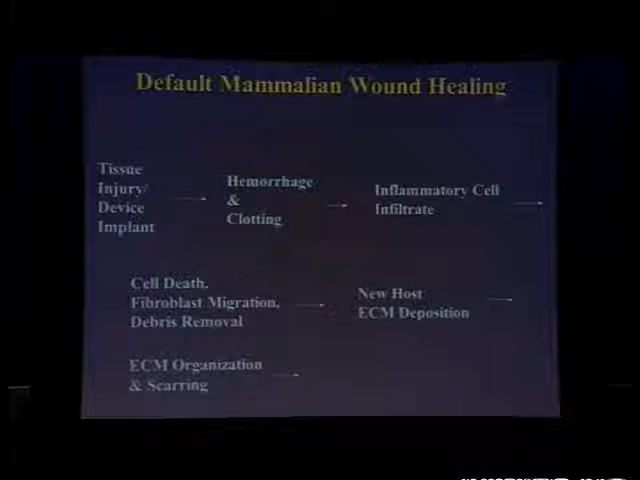 Default Mammalian Wound Healing
Tissue
Injury/
Device
Implant
Hemorrhage
&
Clotting
Inflammatory Cell
Infiltrate
Cell Death,
Fibroblast Migration,
Debris Removal
New Host
ECM Deposition
ECM Organization
& Scarring